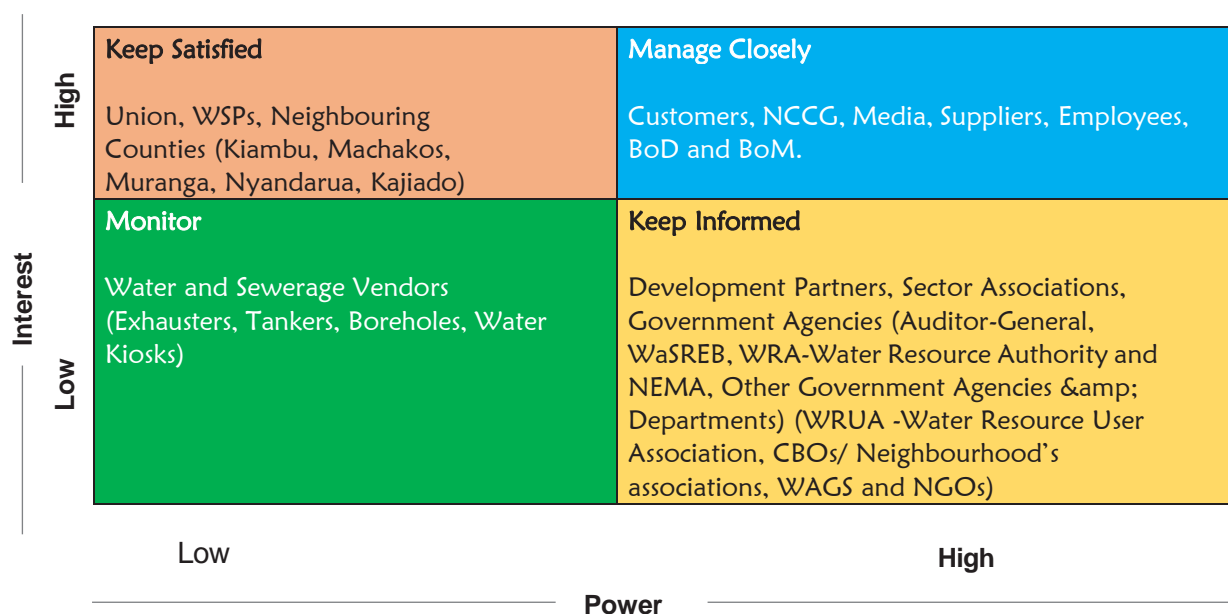 High
Keep Satisfied
Union, WSPs, Neighbouring
Counties (Kiambu, Machakos,
Muranga, Nyandarua, Kajiado)
Manage Closely
Customers, NCCG, Media, Suppliers, Employees,
BoD and BoM.
Interest
Low
Monitor
Water and Sewerage Vendors
(Exhausters, Tankers, Boreholes, Water
Kiosks)
Keep Informed
Development Partners, Sector Associations,
Government Agencies (Auditor-General,
WaSREB, WRA-Water Resource Authority and
NEMA, Other Government Agencies &amp;
Departments) (WRUA -Water Resource User
Association, CBOs/ Neighbourhood’s
associations, WAGS and NGOs)
Low
High
Power